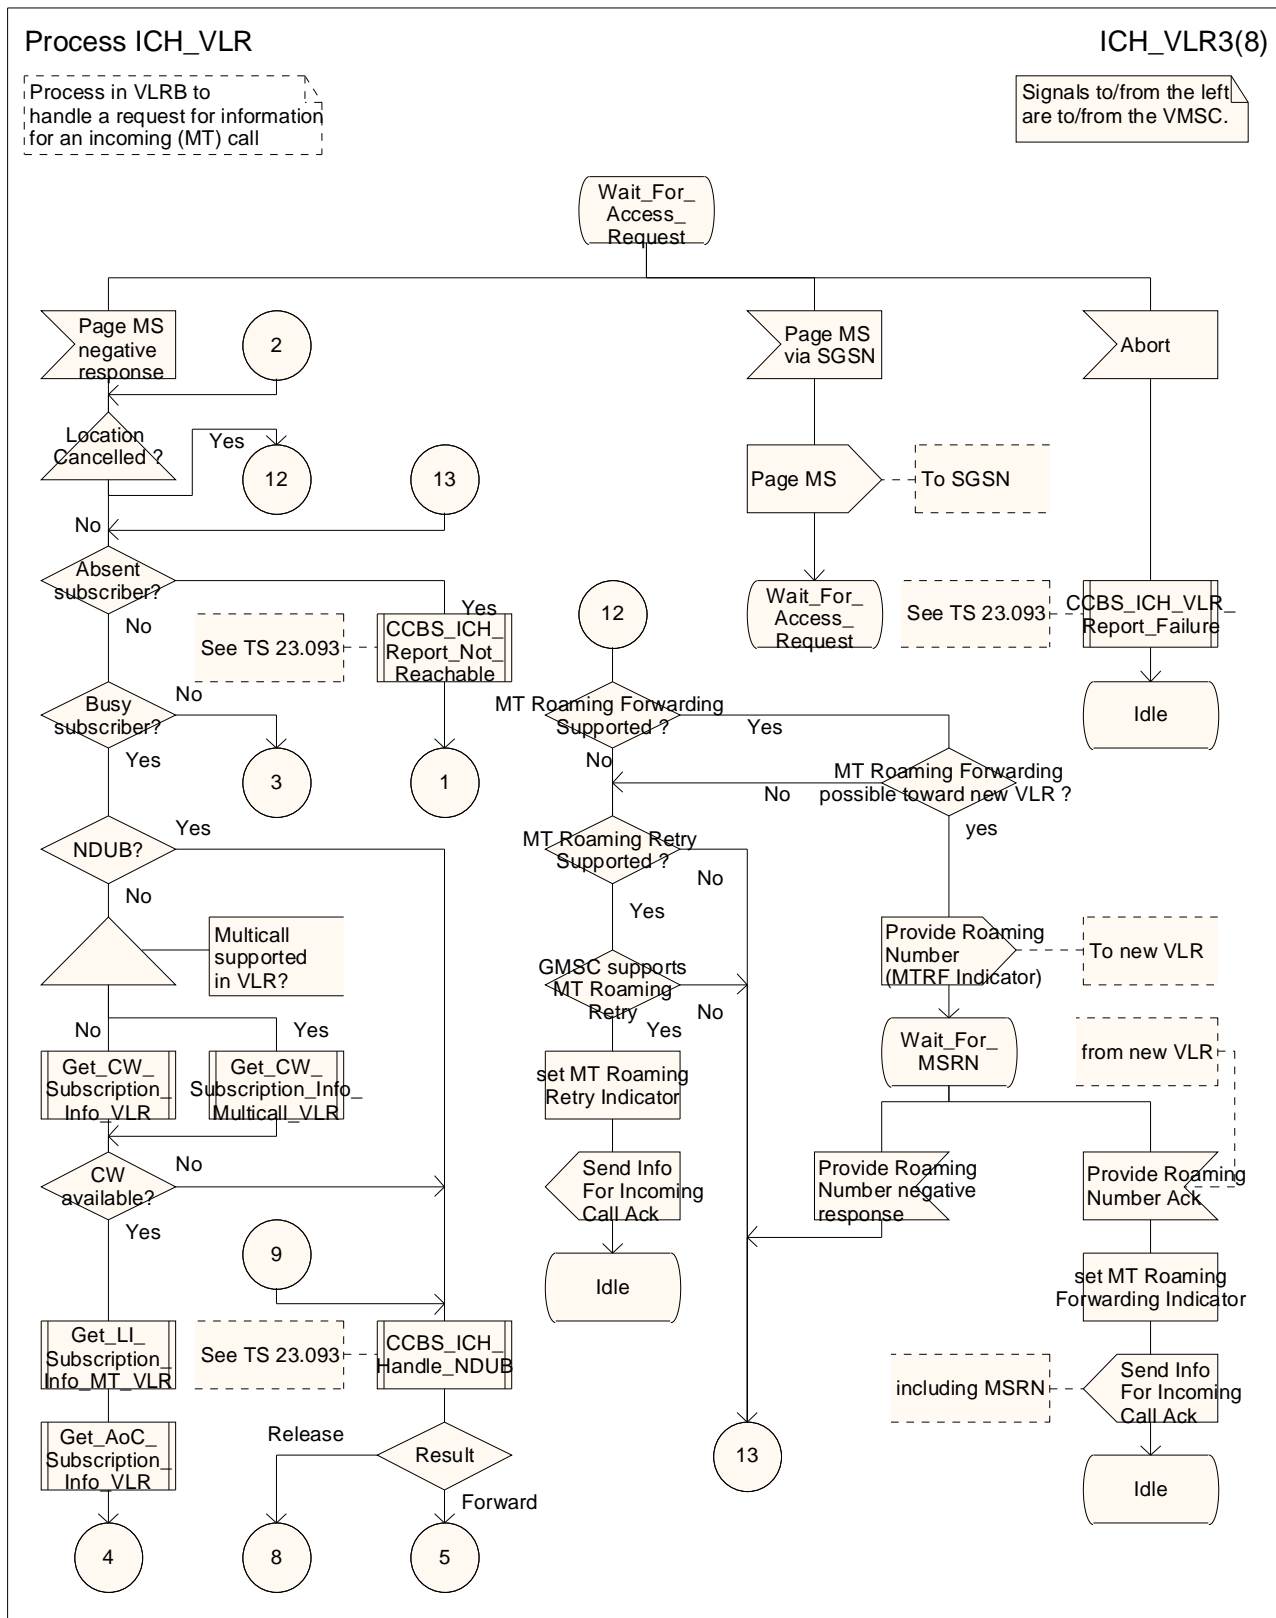 Process ICH_VLR
ICH_VLR3(8)
Process in VLRB to
handle a request for information
for an incoming (MT) call
Signals to/from the left
are to/from the VMSC.
Wait_For_
Access_
Request
Page MS
negative
response
2
Page MS
via SGSN
Abort
Location
Cancelled ?
Yes
12
13
Page MS
To SGSN
No
Absent
subscriber?
Yes
No
See TS 23.093
CCBS_ICH_
Report_Not_
Reachable
12
Wait_For_
Access_
Request
See TS 23.093
CCBS_ICH_VLR_
Report_Failure
Busy
subscriber?
No
Yes
3
1
MT Roaming Forwarding
Supported ?
Yes
No
Idle
MT Roaming Forwarding
possible toward new VLR ?
No
yes
NDUB?
Yes
No
MT Roaming Retry
Supported ?
No
Yes
Multicall
supported
in VLR?
GMSC supports
MT Roaming
Retry
No
Yes
Provide Roaming
Number
(MTRF Indicator)
To new VLR
No
Yes
Get_CW_
Subscription_
Info_VLR
Get_CW_
Subscription_Info_
Multicall_VLR
set MT Roaming
Retry Indicator
Wait_For_
MSRN
from new VLR
CW
available?
No
Yes
Send Info
For Incoming
Call Ack
Provide Roaming
Number negative
response
Provide Roaming
Number Ack
9
Idle
set MT Roaming
Forwarding Indicator
Get_LI_
Subscription_
Info_MT_VLR
See TS 23.093
CCBS_ICH_
Handle_NDUB
including MSRN
Send Info
For Incoming
Call Ack
Get_AoC_
Subscription_
Info_VLR
Release
Result
Forward
13
Idle
4
8
5